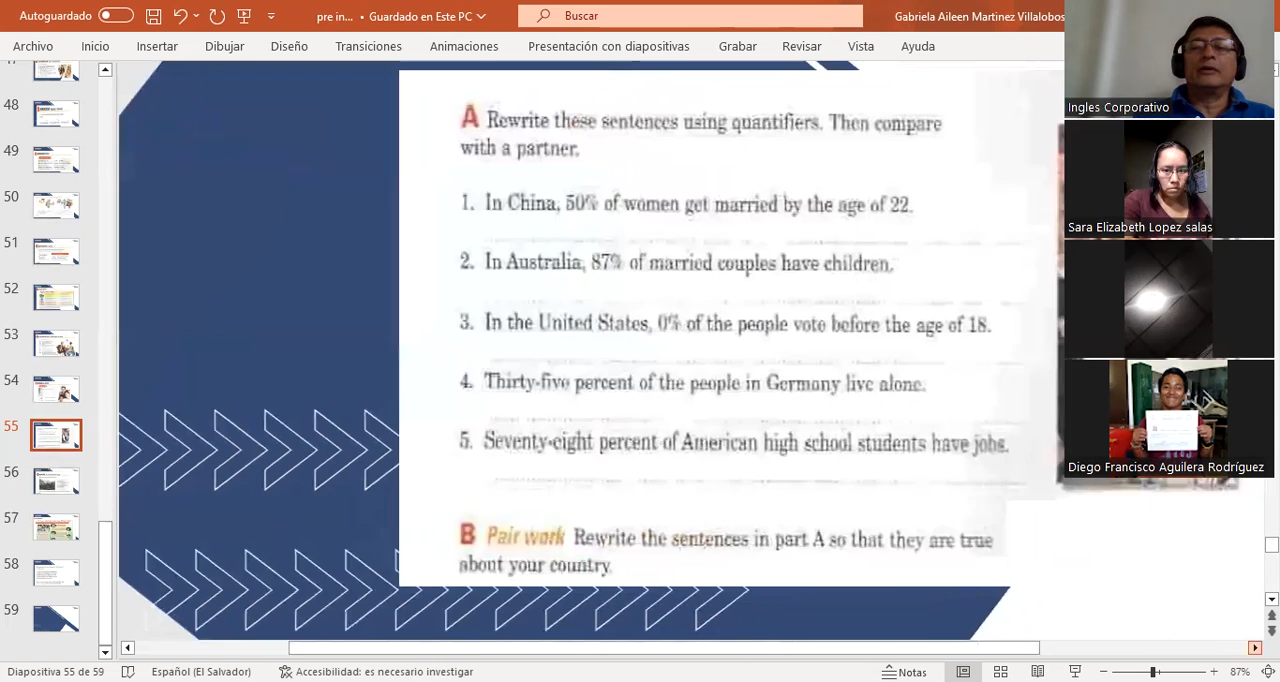 Autoguardado
pre in... • Guardado en Este PC
Buscar
Gabriela Aileen Martinez Villalobos
Archivo Inicio Insertar Dibujar Diseño Transiciones Animaciones Presentación con diapositivas Grabar Revisar Vista Ayuda
48
49
50
51
52
53
54
55
56
57
58
59
A Rewrite these sentences using quantifiers. Then compare
with a partner.
1. In China, 50% of women get married by the age of 22.
2. In Australia, 87% of married couples have children.
3. In the United States, 0% of the people vote before the age of 18.
4. Thirty-five percent of the people in Germany live alone.
5. Seventy-eight percent of American high school students have jobs.
B Pair work Rewrite the sentences in part A so that they are true
about your country.
Ingles Corporativo
Sara Elizabeth Lopez salas
Diego Francisco Aguilera Rodríguez
Diapositiva 55 de 59 Español (El Salvador) Accesibilidad: es necesario investigar Notas 87%